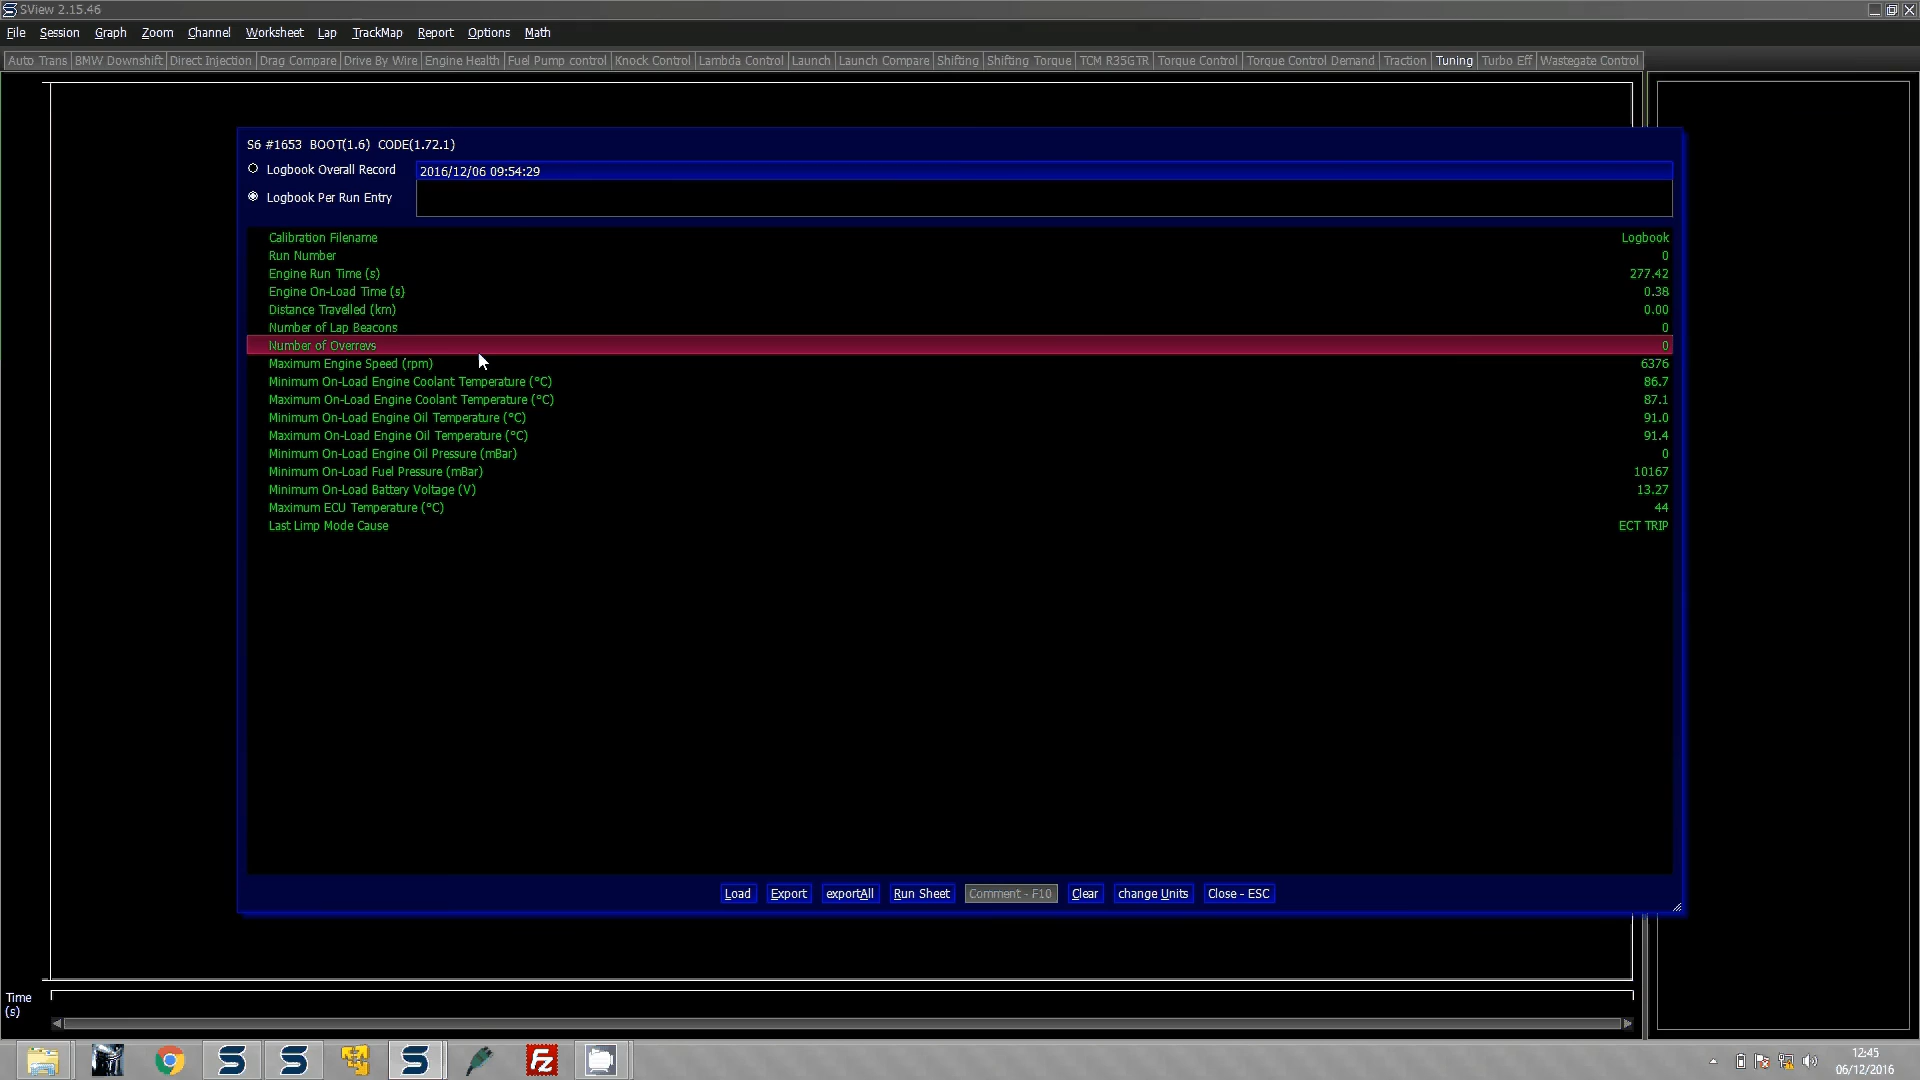 SView 2.15.46
File Session Graph Zoom Channel Worksheet Lap TrackMap Report Options Math
Auto Trans BMW Downshift Direct Injection Drag Compare Drive By Wire Engine Health Fuel Pump control Knock Control Lambda Control Launch Launch Compare Shifting Shifting Torque TCM R35GTR Torque Control Torque Control Demand Traction Tuning Turbo Eff Wastegate Control
S6 #1653 BOOT(1.6) CODE(1.72.1)
Logbook Overall Record 2016/12/06 09:54:29
Logbook Per Run Entry
Calibration Filename Logbook
Run Number 0
Engine Run Time (s) 277.42
Engine On-Load Time (s) 0.38
Distance Travelled (km) 0.00
Number of Lap Beacons 0
Number of Overrevs 0
Maximum Engine Speed (rpm) 6376
Minimum On-Load Engine Coolant Temperature (°C) 86.7
Maximum On-Load Engine Coolant Temperature (°C) 87.1
Minimum On-Load Engine Oil Temperature (°C) 91.0
Maximum On-Load Engine Oil Temperature (°C) 91.4
Minimum On-Load Engine Oil Pressure (mBar) 0
Minimum On-Load Fuel Pressure (mBar) 10167
Minimum On-Load Battery Voltage (V) 13.27
Maximum ECU Temperature (°C) 44
Last Limp Mode Cause ECT TRIP
Load Export exportAll Run Sheet Comment - F10 Clear change Units Close - ESC
Time
(s)
12:45
06/12/2016